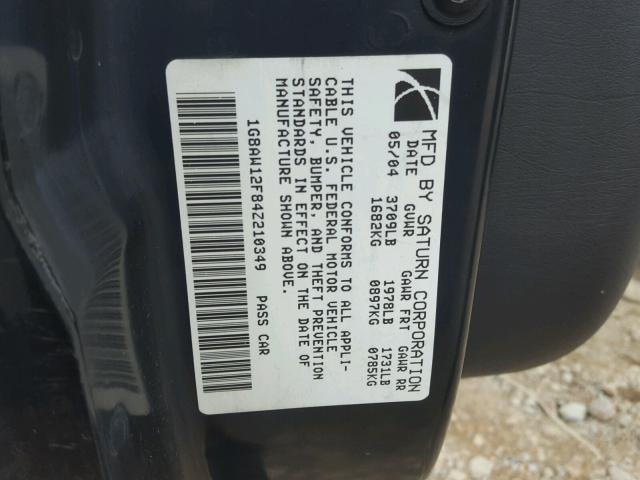 MFD BY SATURN CORPORATION
DATE GVWR GAWR FRT GAWR RR
05/04 3709LB 1978LB 1731LB
1682KG 0897KG 0785KG
THIS VEHICLE CONFORMS TO ALL APPLI-
CABLE U.S. FEDERAL MOTOR VEHICLE
SAFETY, BUMPER, AND THEFT PREVENTION
STANDARDS IN EFFECT ON THE DATE OF
MANUFACTURE SHOWN ABOVE.
1G8AW12F84Z210349 PASS CAR